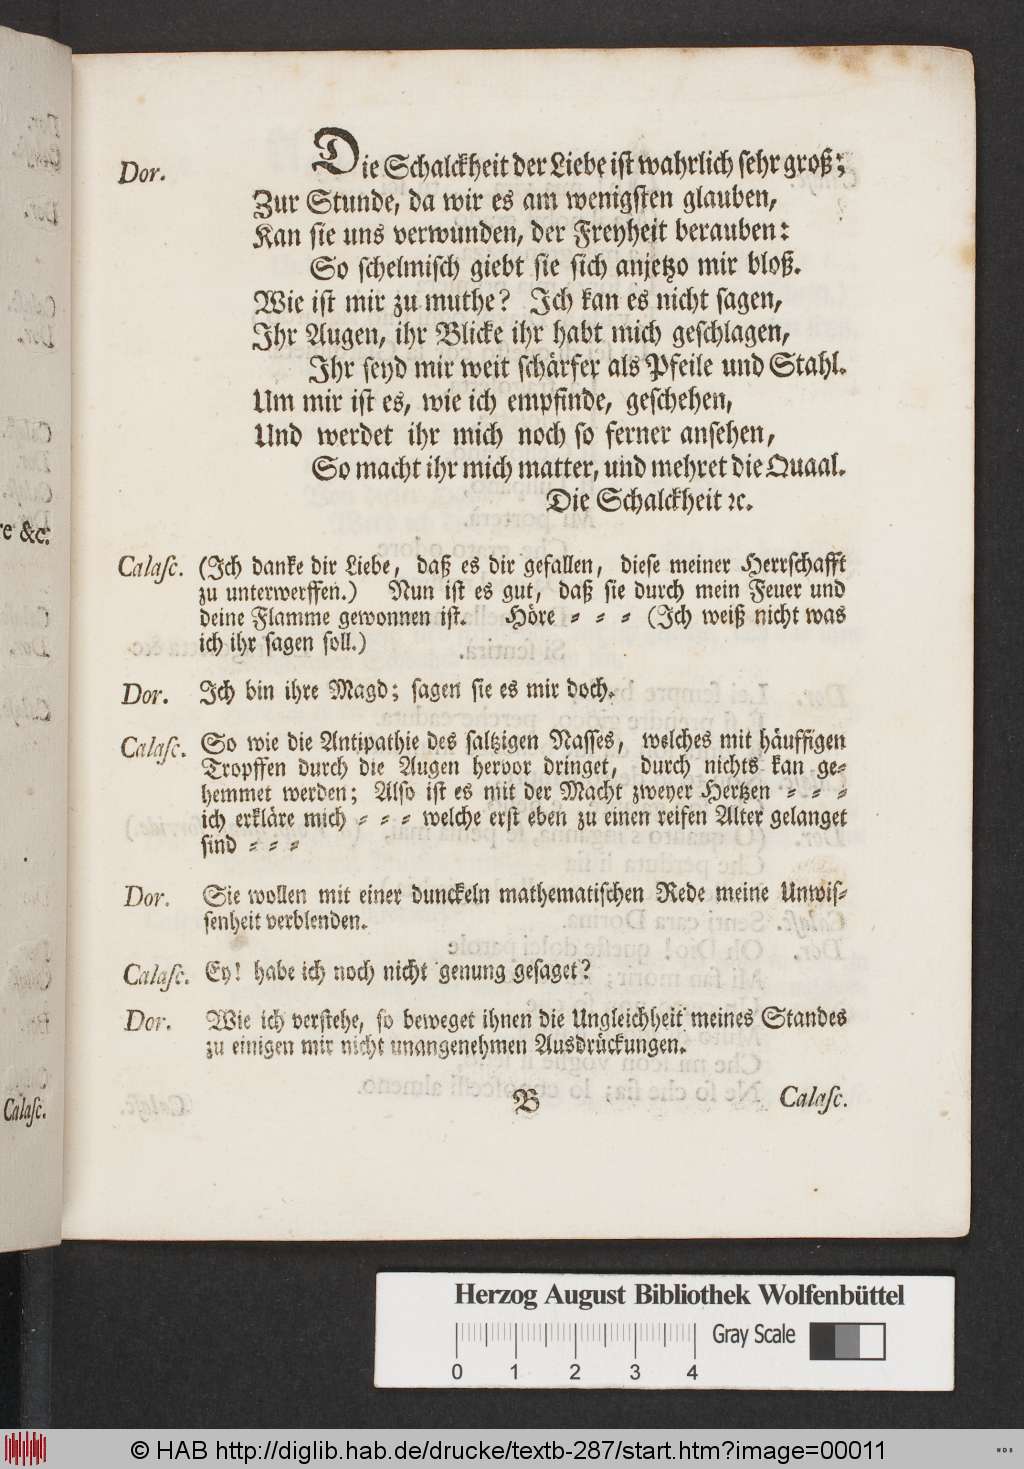 Dor. Die Schalckheit der Liebe ist wahrlich sehr groß;
Zur Stunde, da wir es am wenigsten glauben,
Kan sie uns verwunden, der Freyheit berauben:
So schelmisch giebt sie sich anjetzo mir bloß.
Wie ist mir zu muthe? Ich kan es nicht sagen,
Ihr Augen, ihr Blicke ihr habt mich geschlagen,
Ihr seyd mir weit schärfer als Pfeile und Stahl.
Um mir ist es, wie ich empfinde, geschehen,
Und werdet ihr mich noch so ferner ansehen,
So macht ihr mich matter, und mehret die Quaal.
Die Schalckheit ꝛc.
Calasc. (Ich danke dir Liebe, daß es dir gefallen, diese meiner Herrschafft
zu unterwerffen.) Nun ist es gut, daß sie durch mein Feuer und
deine Flamme gewonnen ist. Höre = = = (Ich weiß nicht was
ich ihr sagen soll.)
Dor. Ich bin ihre Magd; sagen sie es mir doch.
Calasc. So wie die Antipathie des saltzigen Nasses, welches mit häuffigen
Tropffen durch die Augen hervor dringet, durch nichts kan ge=
hemmet werden; Also ist es mit der Macht zweyer Hertzen = = =
ich erkläre mich = = = welche erst eben zu einen reifen Alter gelanget
sind = = =
Dor. Sie wollen mit einer dunckeln mathematischen Rede meine Unwis=
senheit verblenden.
Calasc. Ey! habe ich noch nicht genung gesaget?
Dor. Wie ich verstehe, so beweget ihnen die Ungleichheit meines Standes
zu einigen mir nicht unangenehmen Ausdrückungen.
B Calasc.
re &c.
Calasc.
Herzog August Bibliothek Wolfenbüttel
Gray Scale
0 1 2 3 4
© HAB http://diglib.hab.de/drucke/textb-287/start.htm?image=00011